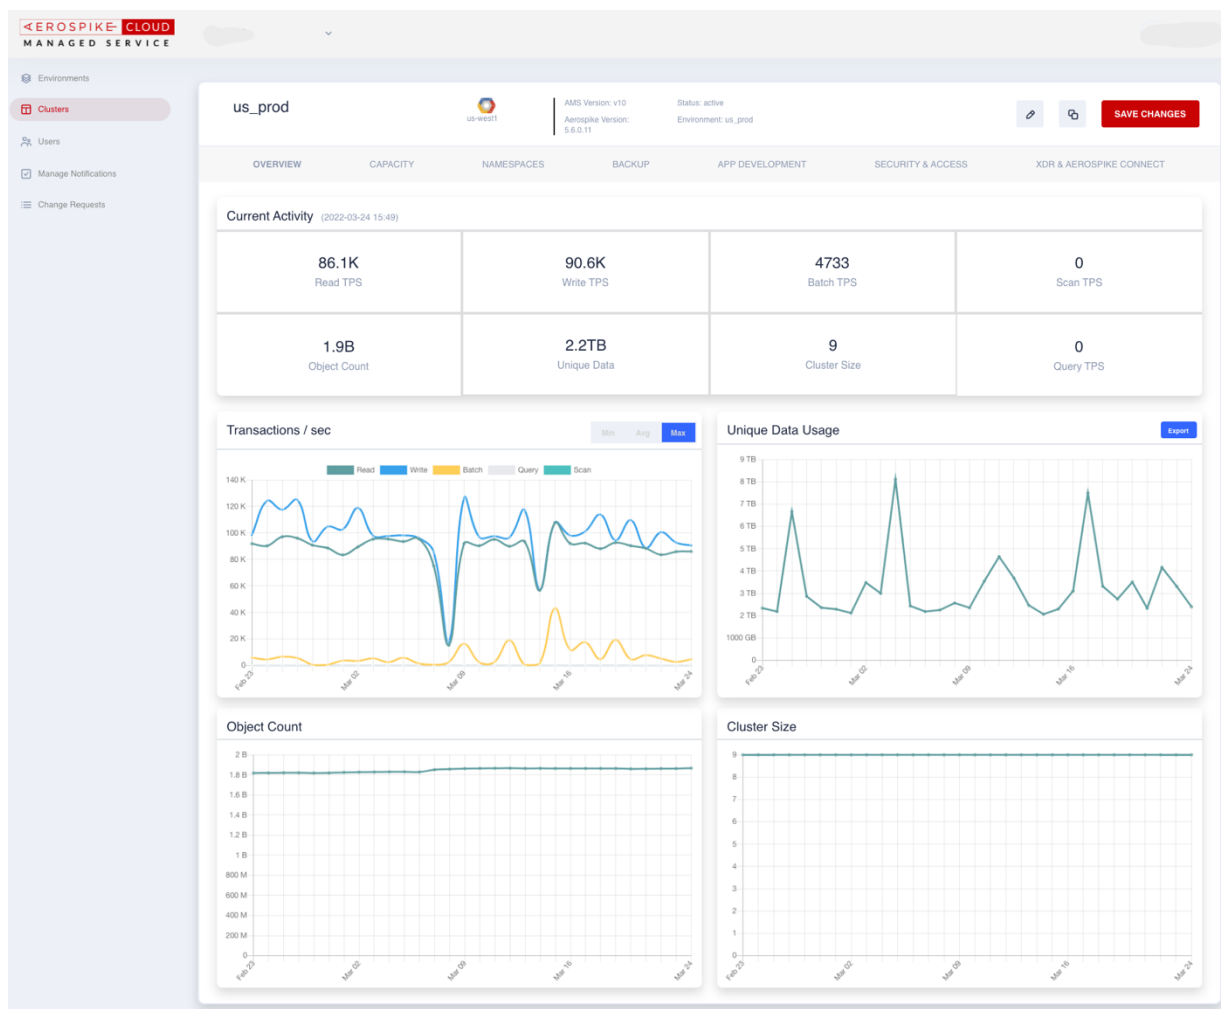 AEROSPIKE CLOUD
MANAGED SERVICE
Environments
Clusters
Users
Manage Notifications
Change Requests
us_prod
us-west1
AMS Version: v10
Aerospike Version:
5.6.0.11
Status: active
Environment: us_prod
SAVE CHANGES
OVERVIEW CAPACITY NAMESPACES BACKUP APP DEVELOPMENT SECURITY & ACCESS XDR & AEROSPIKE CONNECT
Current Activity (2022-03-24 15:49)
86.1K
Read TPS
90.6K
Write TPS
4733
Batch TPS
0
Scan TPS
1.9B
Object Count
2.2TB
Unique Data
9
Cluster Size
0
Query TPS
Transactions / sec
Min Avg Max
Read Write Batch Query Scan
140 K
120 K
100 K
80 K
60 K
40 K
20 K
0
Feb 23 Mar 02 Mar 09 Mar 16 Mar 24
Unique Data Usage
Export
9 TB
8 TB
7 TB
6 TB
5 TB
4 TB
3 TB
2 TB
1000 GB
0
Feb 23 Mar 02 Mar 09 Mar 16 Mar 24
Object Count
2 B
1.8 B
1.6 B
1.4 B
1.2 B
1 B
800 M
600 M
400 M
200 M
0
Feb 23 Mar 02 Mar 09 Mar 16 Mar 24
Cluster Size
9
8
7
6
5
4
3
2
1
0
Feb 23 Mar 02 Mar 09 Mar 16 Mar 24